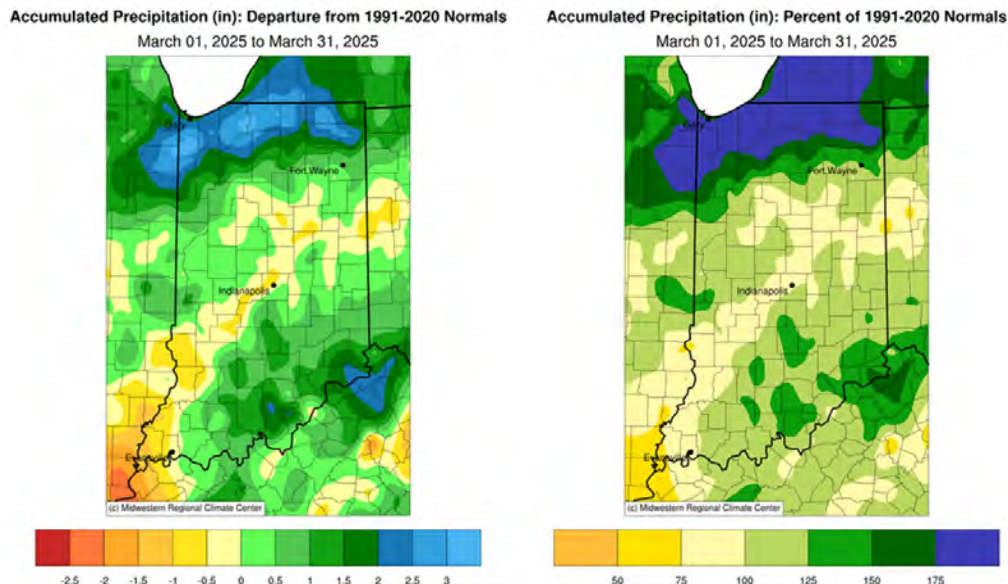 Accumulated Precipitation (in): Departure from 1991-2020 Normals
March 01, 2025 to March 31, 2025
Fort Wayne
Indianapolis
(c) Midwestern Regional Climate Center
-2.5 -2 -1.5 -1 -0.5 0 0.5 1 1.5 2 2.5 3
Accumulated Precipitation (in): Percent of 1991-2020 Normals
March 01, 2025 to March 31, 2025
Fort Wayne
Indianapolis
(c) Midwestern Regional Climate Center
50 75 100 125 150 175